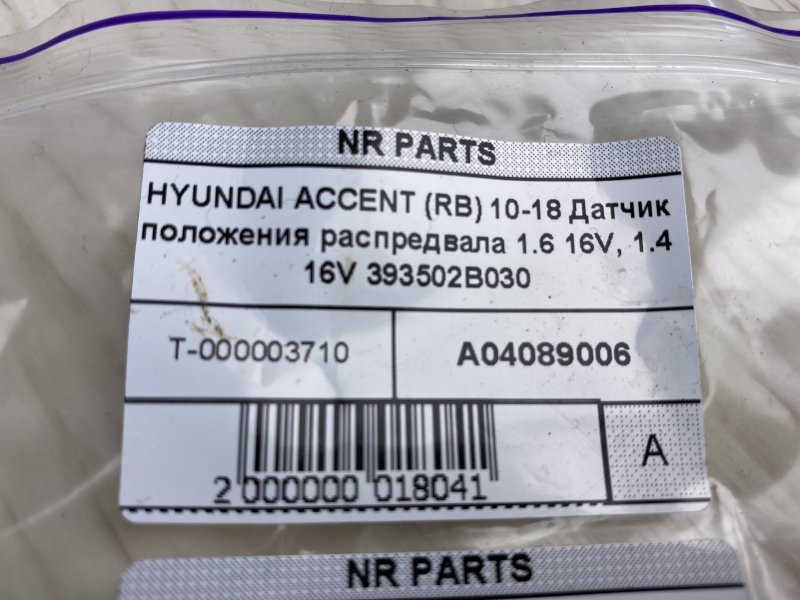 NR PARTS
HYUNDAI ACCENT (RB) 10-18 Датчик
положения распредвала 1.6 16V, 1.4
16V 393502B030
T-000003710
A04089006
A
2 000000 018041
NR PARTS